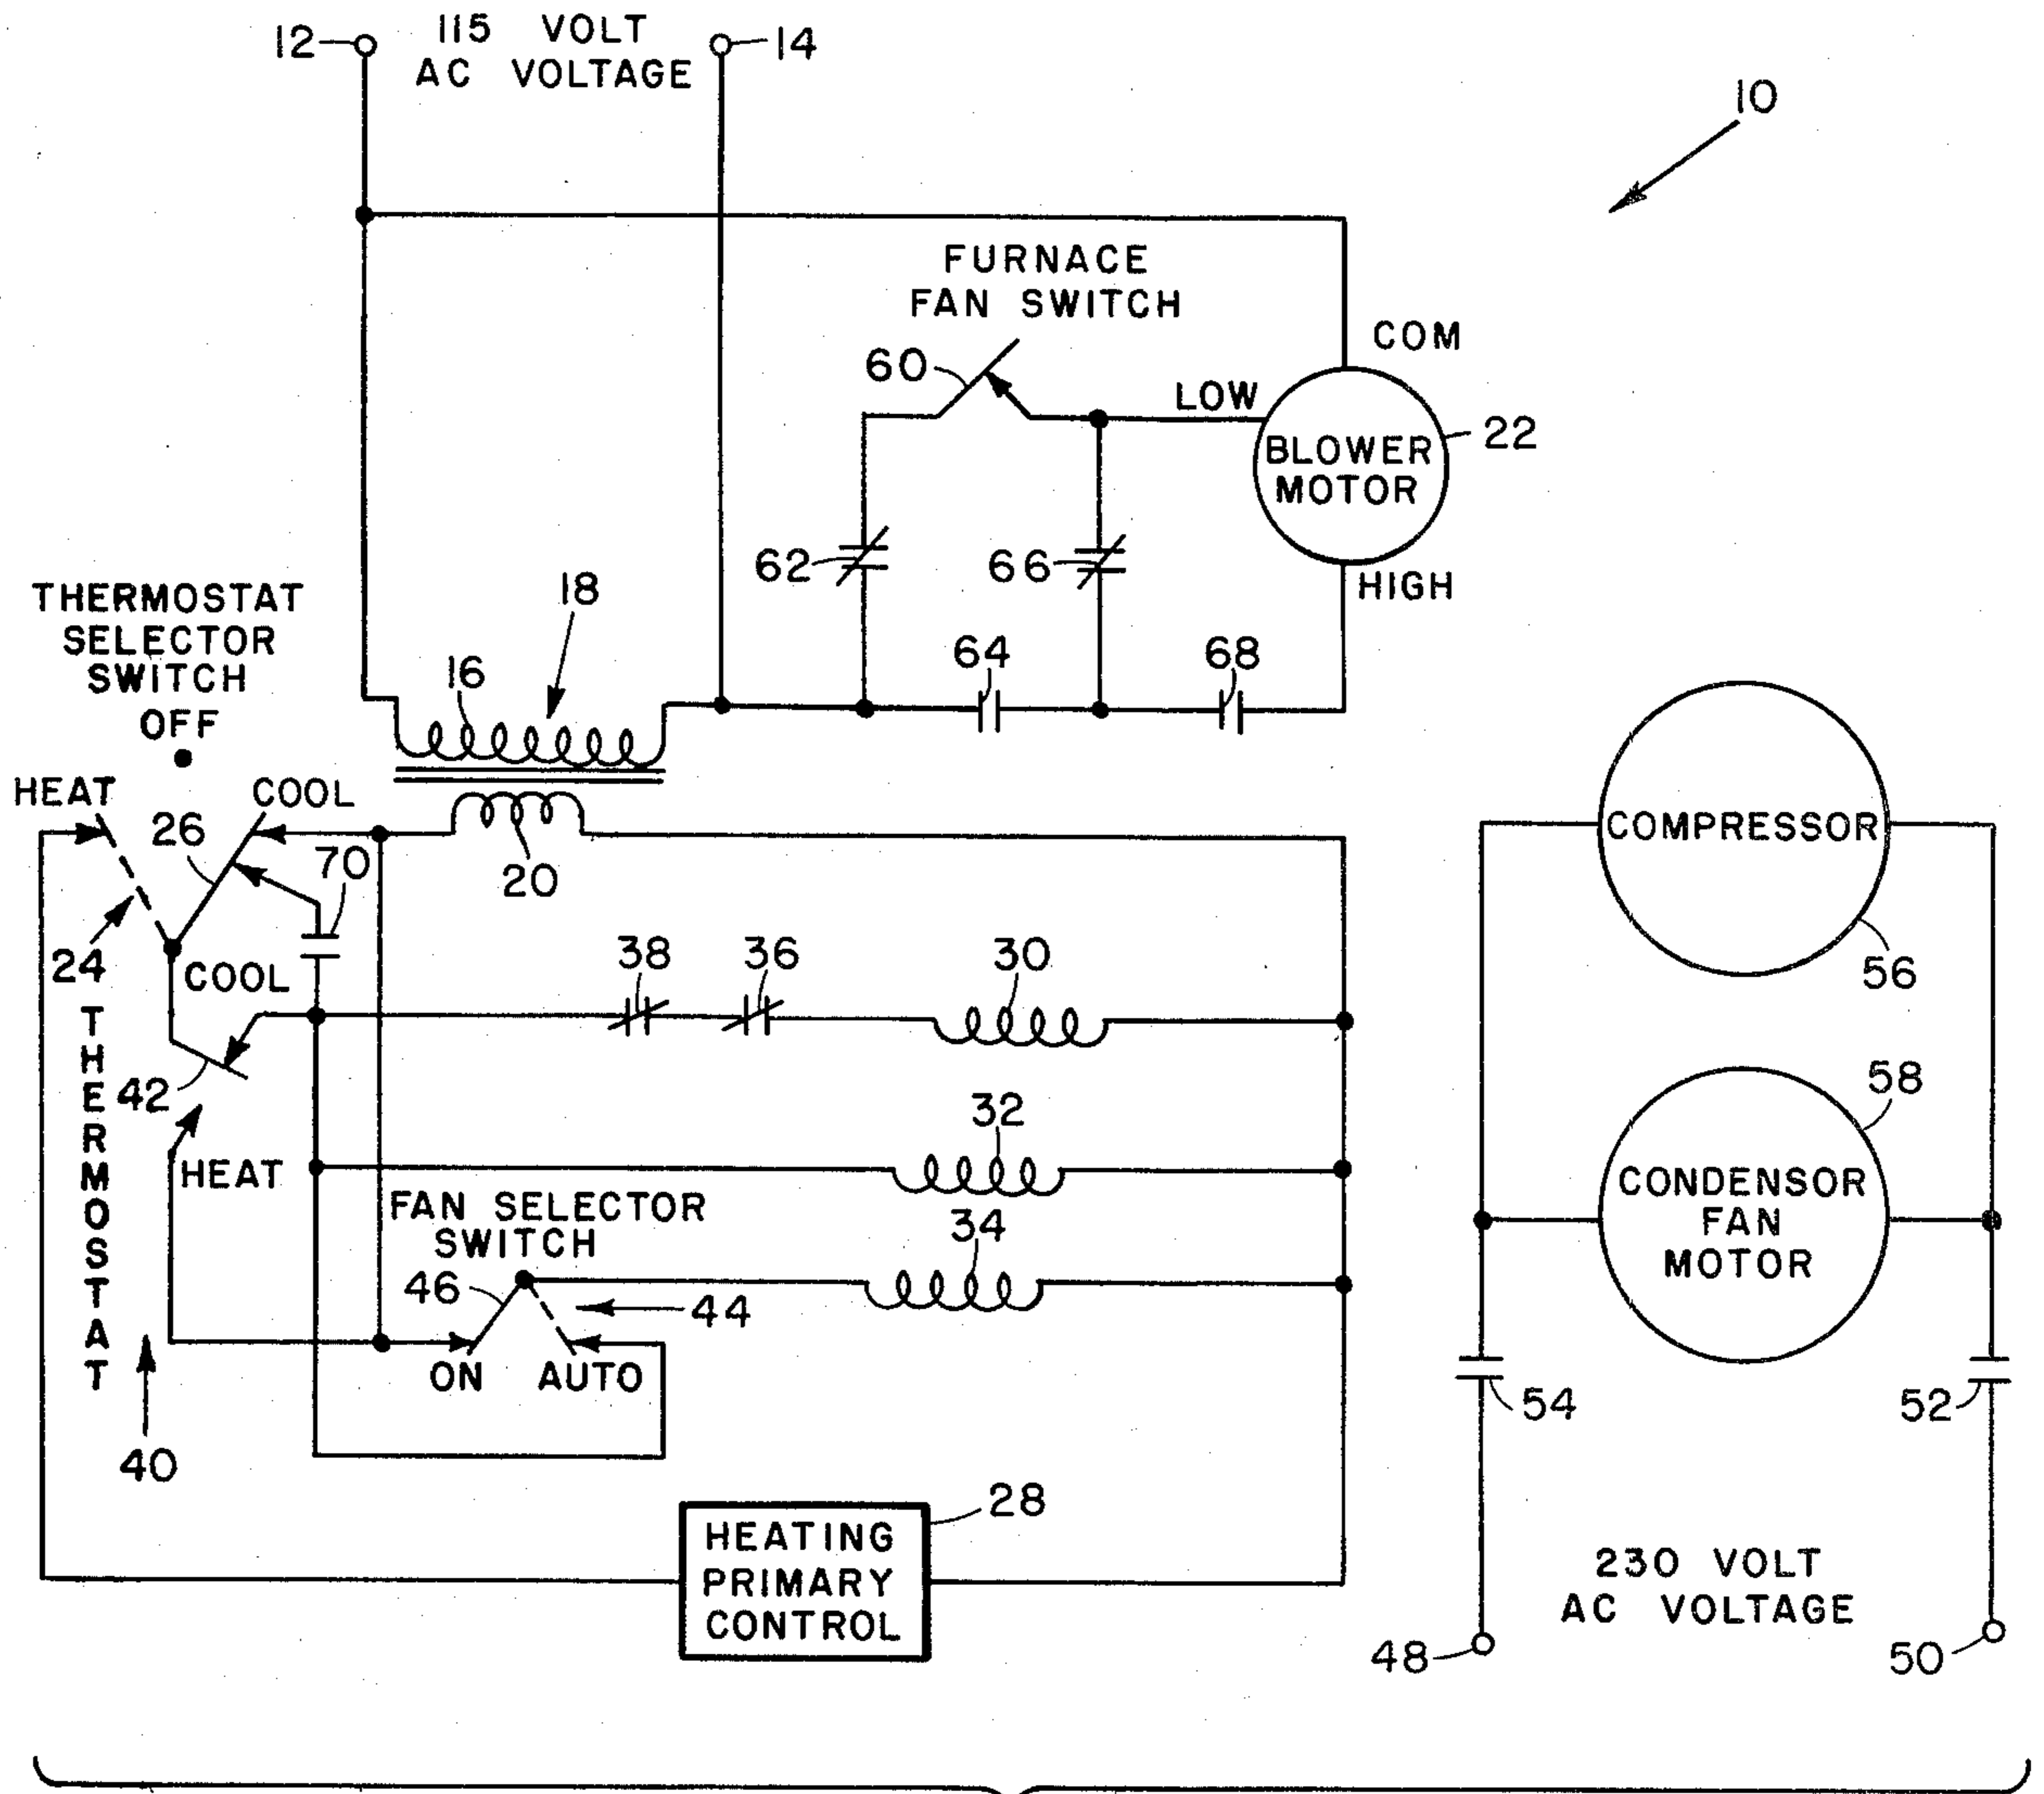 12
115 VOLT
AC VOLTAGE
14
10
FURNACE
FAN SWITCH
COM
60
LOW
BLOWER
MOTOR
22
62
66
HIGH
THERMOSTAT
SELECTOR
SWITCH
OFF
18
16
64
68
HEAT
COOL
26
70
20
COMPRESSOR
56
24
COOL
38
36
30
THERMOSTAT
42
HEAT
32
58
FAN SELECTOR
SWITCH
34
CONDENSOR
FAN
MOTOR
46
44
ON
AUTO
40
54
52
28
HEATING
PRIMARY
CONTROL
230 VOLT
AC VOLTAGE
48
50